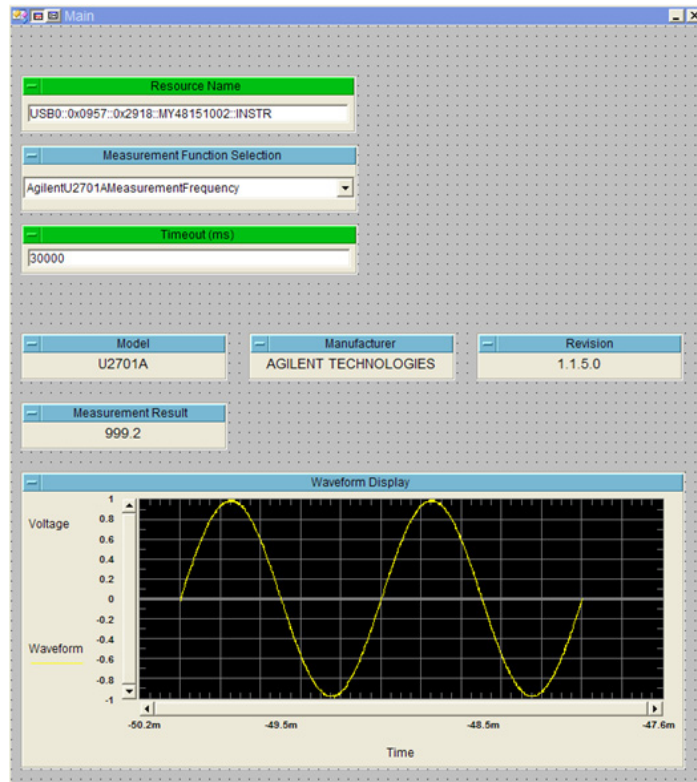 Main
Resource Name
USB0::0x0957::0x2918::MY48151002::INSTR
Measurement Function Selection
AgilentU2701AMeasurementFrequency
Timeout (ms)
30000
Model
U2701A
Manufacturer
AGILENT TECHNOLOGIES
Revision
1.1.5.0
Measurement Result
999.2
Waveform Display
Voltage
1
0.8
0.6
0.4
0.2
0
-0.2
-0.4
-0.6
-0.8
-1
Waveform
-50.2m
-49.5m
-48.5m
-47.6m
Time